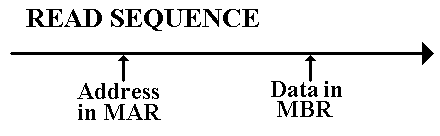 READ SEQUENCE
Address
in MAR
Data in
MBR